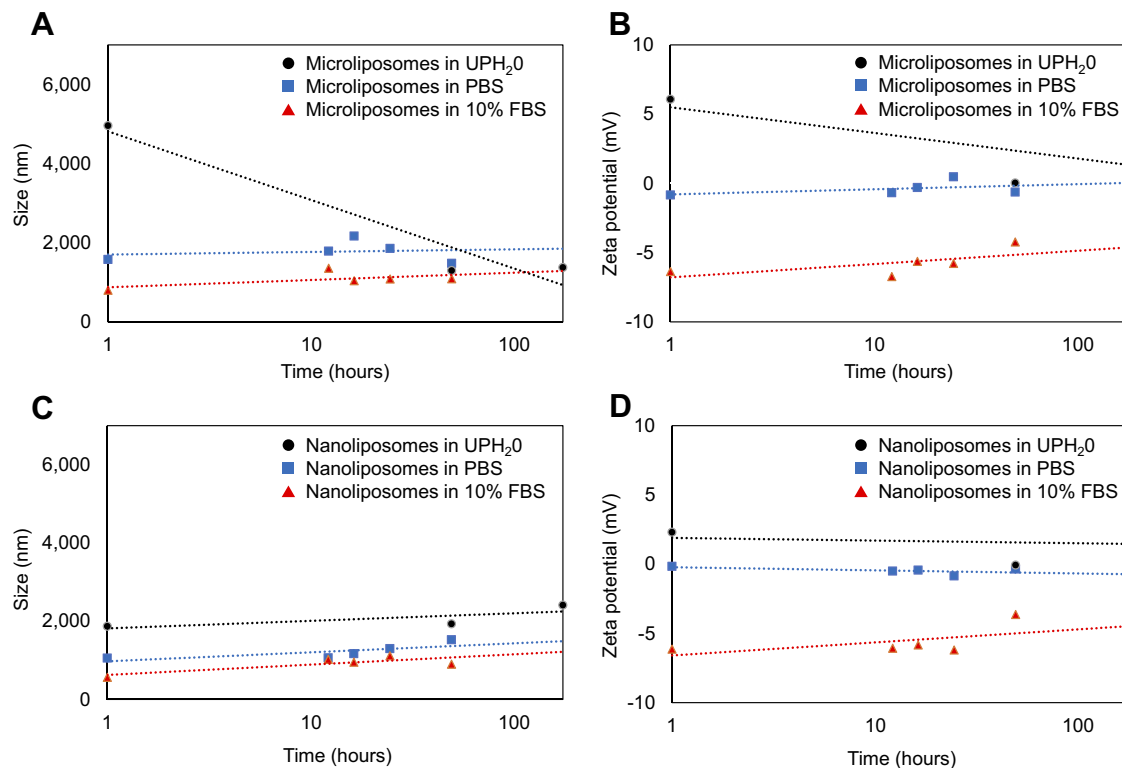 A
Size (nm)
6,000
4,000
2,000
0
1
10
100
Time (hours)
Microliposomes in UPH₂0
Microliposomes in PBS
Microliposomes in 10% FBS
B
Zeta potential (mV)
10
5
0
-5
-10
1
10
100
Time (hours)
Microliposomes in UPH₂0
Microliposomes in PBS
Microliposomes in 10% FBS
C
Size (nm)
6,000
4,000
2,000
0
1
10
100
Time (hours)
Nanoliposomes in UPH₂0
Nanoliposomes in PBS
Nanoliposomes in 10% FBS
D
Zeta potential (mV)
10
5
0
-5
-10
1
10
100
Time (hours)
Nanoliposomes in UPH₂0
Nanoliposomes in PBS
Nanoliposomes in 10% FBS